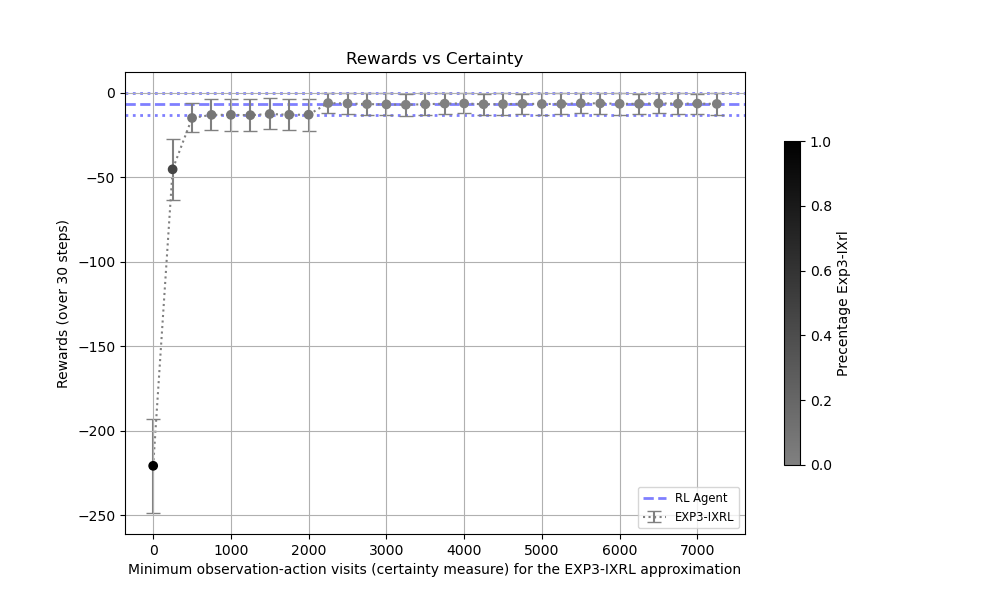 Rewards vs Certainty
Rewards (over 30 steps)
0
−50
−100
−150
−200
−250
0 1000 2000 3000 4000 5000 6000 7000
Minimum observation-action visits (certainty measure) for the EXP3-IXRL approximation
RL Agent
EXP3-IXRL
1.0
0.8
0.6
0.4
0.2
0.0
Precentage Exp3-IXrl